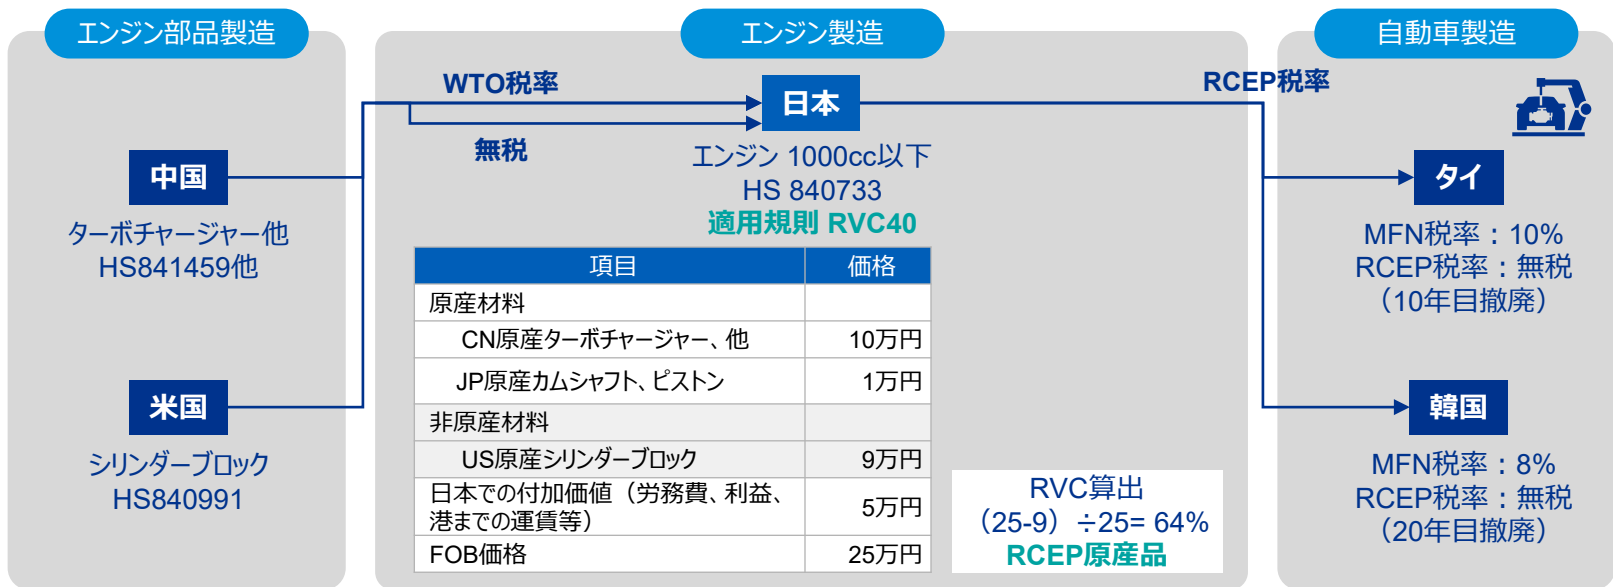 エンジン部品製造
中国
ターボチャージャー他
HS841459他
米国
シリンダーブロック
HS840991
エンジン製造
WTO税率
無税
日本
エンジン 1000cc以下
HS 840733
適用規則 RVC40
項目 価格
原産材料
CN原産ターボチャージャー、他 10万円
JP原産カムシャフト、ピストン 1万円
非原産材料
US原産シリンダーブロック 9万円
日本での付加価値（労務費、利益、
港までの運賃等） 5万円
FOB価格 25万円
RVC算出
（25-9）÷25= 64%
RCEP原産品
自動車製造
RCEP税率
タイ
MFN税率：10%
RCEP税率：無税
（10年目撤廃）
韓国
MFN税率：8%
RCEP税率：無税
（20年目撤廃）